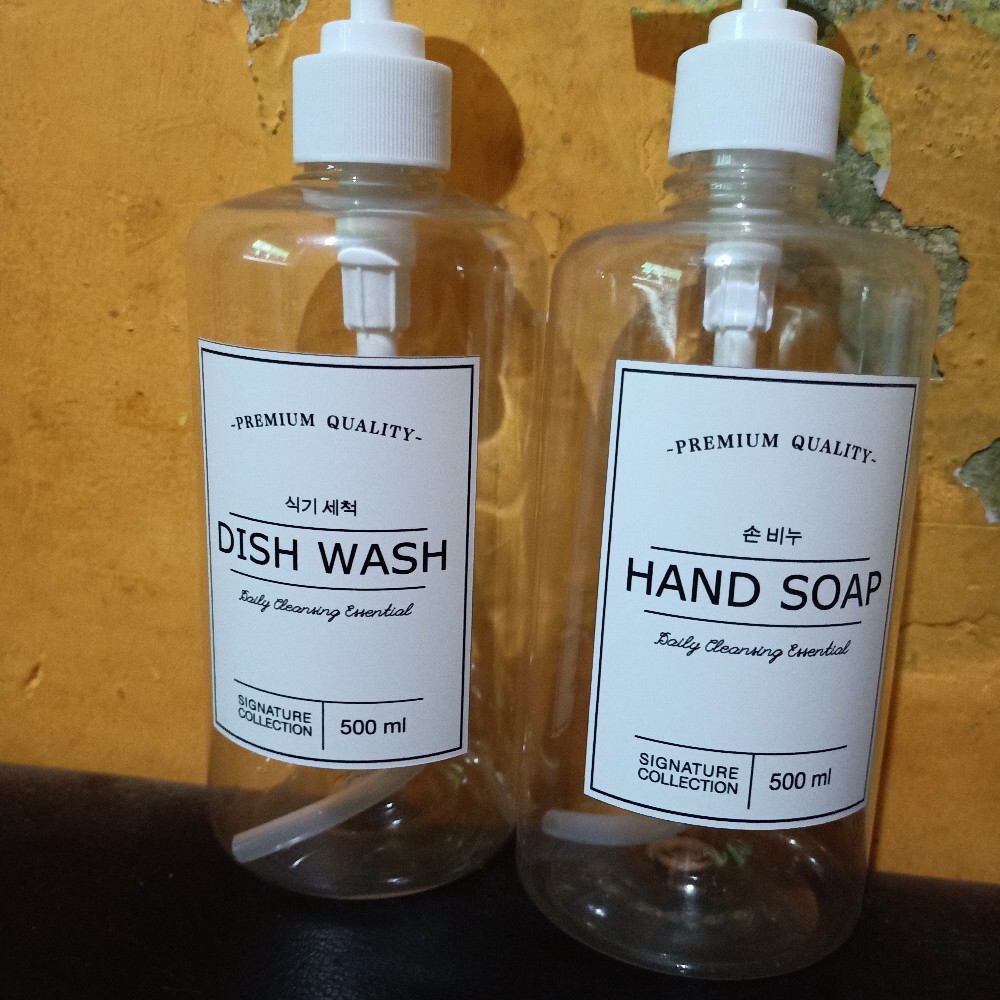 -PREMIUM QUALITY-
식기 세척
DISH WASH
Daily Cleansing Essential
SIGNATURE
COLLECTION
500 ml
-PREMIUM QUALITY-
손 비누
HAND SOAP
Daily Cleansing Essential
SIGNATURE
COLLECTION
500 ml